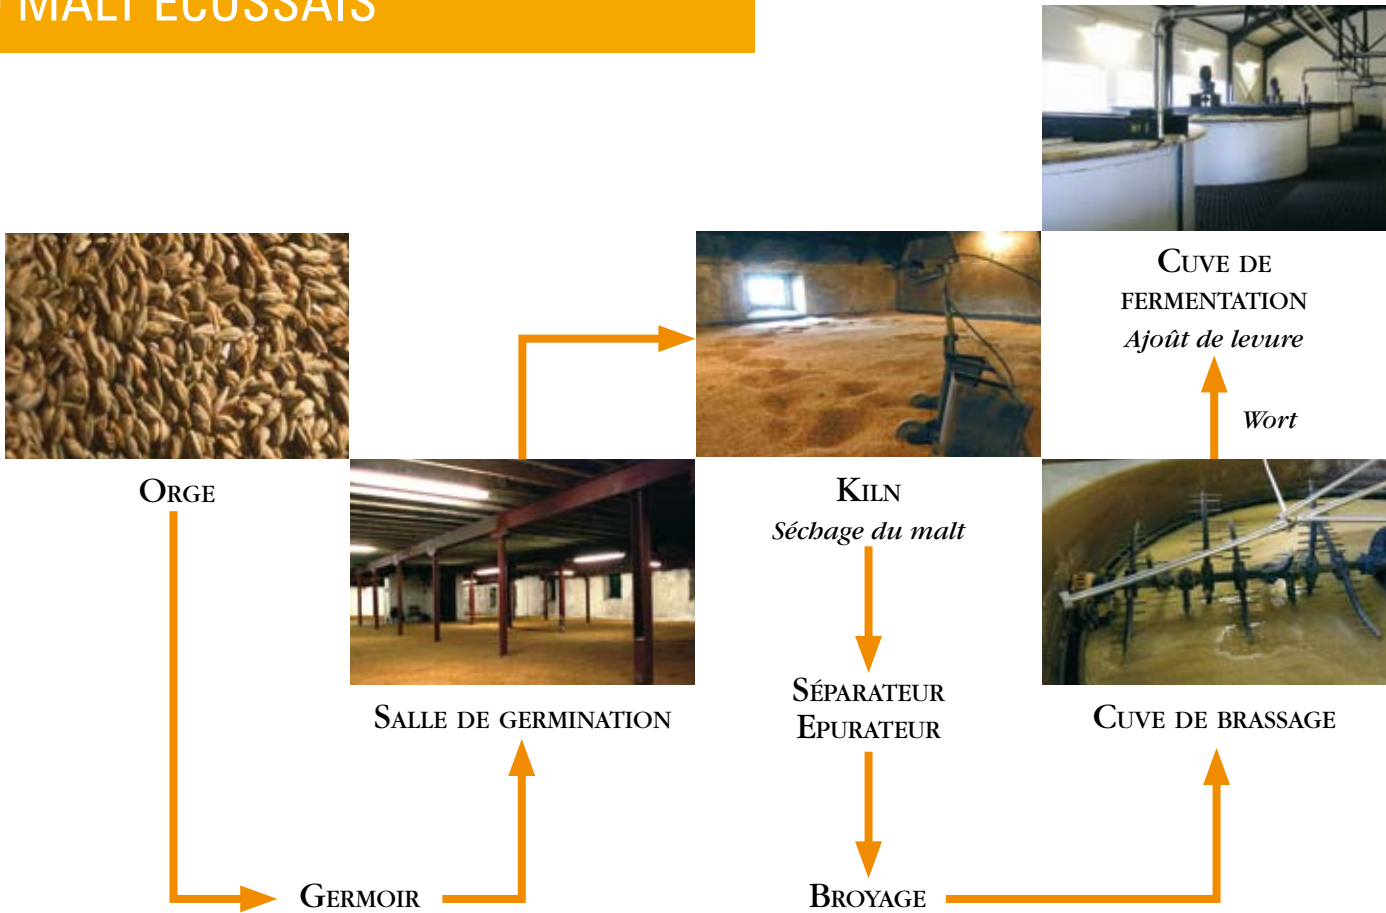 MALT ECOSSAIS
ORGE
GERMOIR
SALLE DE GERMINATION
KILN
Séchage du malt
SÉPARATEUR
EPURATEUR
BROYAGE
CUVE DE BRASSAGE
Wort
CUVE DE
FERMENTATION
Ajoût de levure